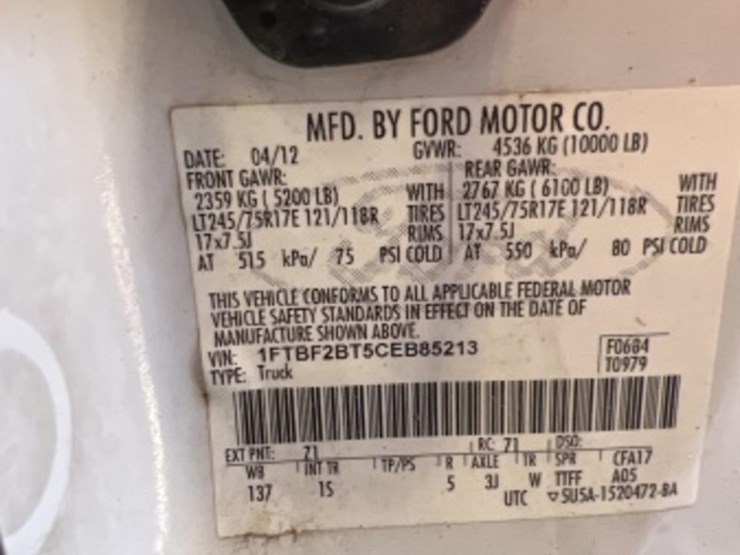 MFD. BY FORD MOTOR CO.
DATE: 04/12 GVWR: 4536 KG (10000 LB)
FRONT GAWR: REAR GAWR:
2359 KG ( 5200 LB) WITH 2767 KG ( 6100 LB) WITH
LT245/75R17E 121/118R TIRES LT245/75R17E 121/118R TIRES
17x7.5J RIMS 17x7.5J RIMS
AT 515 kPa/ 75 PSI COLD AT 550 kPa/ 80 PSI COLD
Ford
THIS VEHICLE CONFORMS TO ALL APPLICABLE FEDERAL MOTOR
VEHICLE SAFETY STANDARDS IN EFFECT ON THE DATE OF
MANUFACTURE SHOWN ABOVE.
VIN: 1FTBF2BT5CEB85213 F0684
TYPE: Truck T0979
EXT PNT: Z1 RC: 71 DSO:
WB INT TR TP/PS R AXLE TR SPR CFA17
137 1S 5 3J W TTFF A05
UTC ▽5U5A-1520472-BA